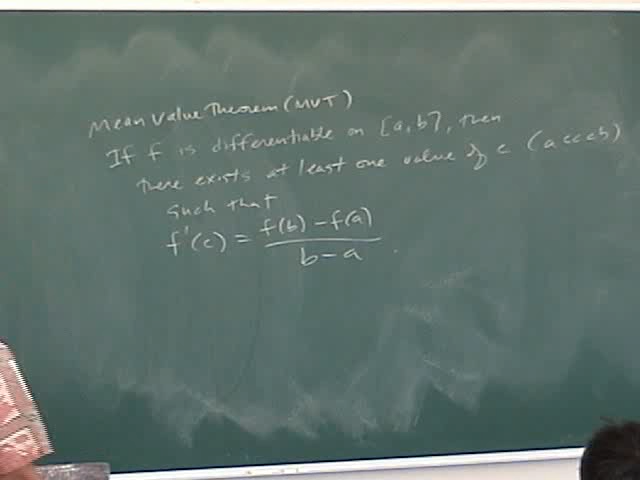 Mean Value Theorem (MVT)
If f is differentiable on [a,b], then
there exists at least one value of c (a<c<b)
such that
f'(c) = f(b) - f(a) / b - a .